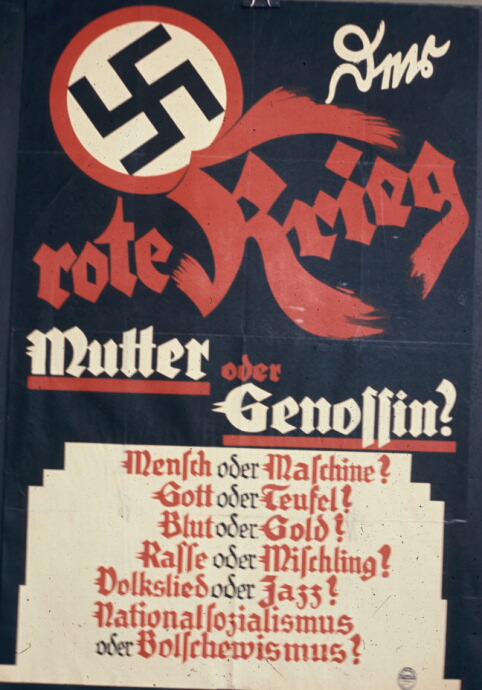 Der
rote Krieg
Mutter
oder
Genossin?
Mensch oder Maschine?
Gott oder Teufel?
Blut oder Gold?
Rasse oder Mischling?
Volkslied oder Jazz?
Nationalsozialismus
oder Bolschewismus?